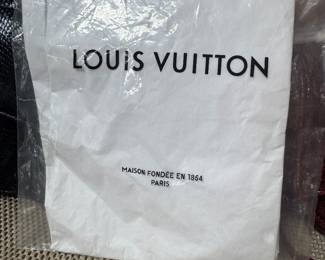 LOUIS VUITTON
MAISON FONDÉE EN 1854
PARIS